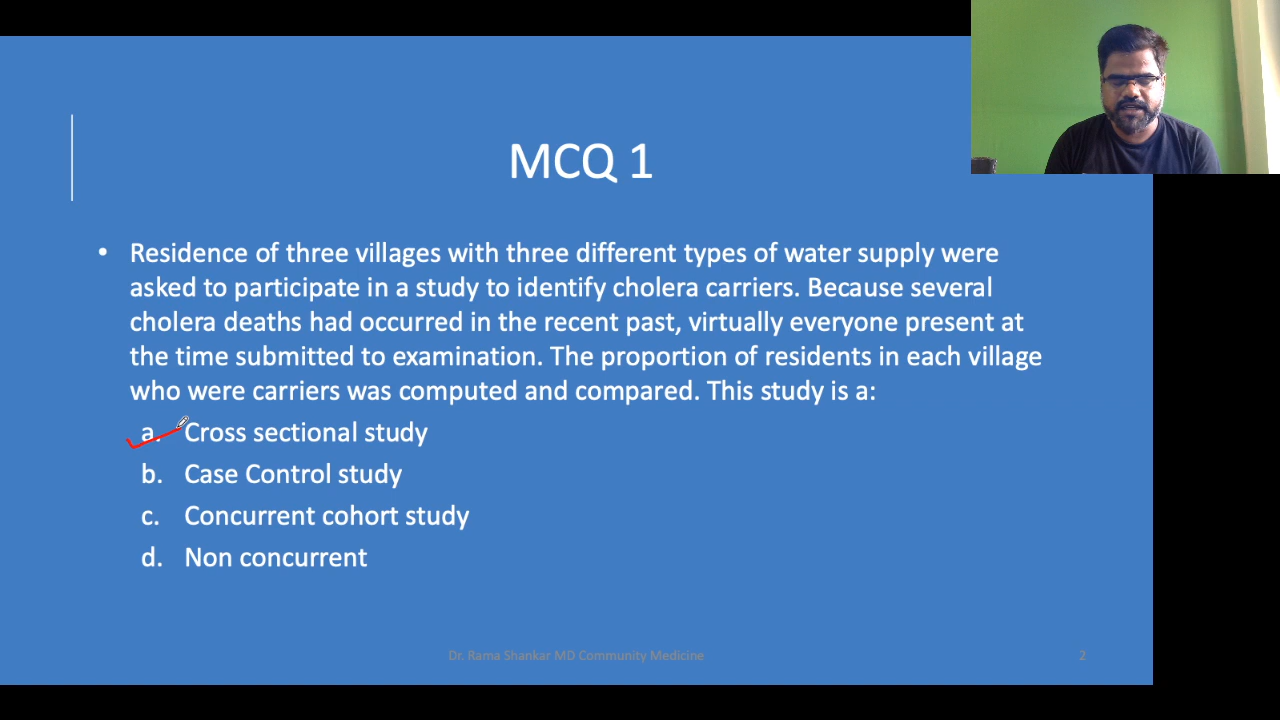 MCQ 1
• Residence of three villages with three different types of water supply were
asked to participate in a study to identify cholera carriers. Because several
cholera deaths had occurred in the recent past, virtually everyone present at
the time submitted to examination. The proportion of residents in each village
who were carriers was computed and compared. This study is a:
a. Cross sectional study
b. Case Control study
c. Concurrent cohort study
d. Non concurrent
Dr. Rama Shankar MD Community Medicine 2